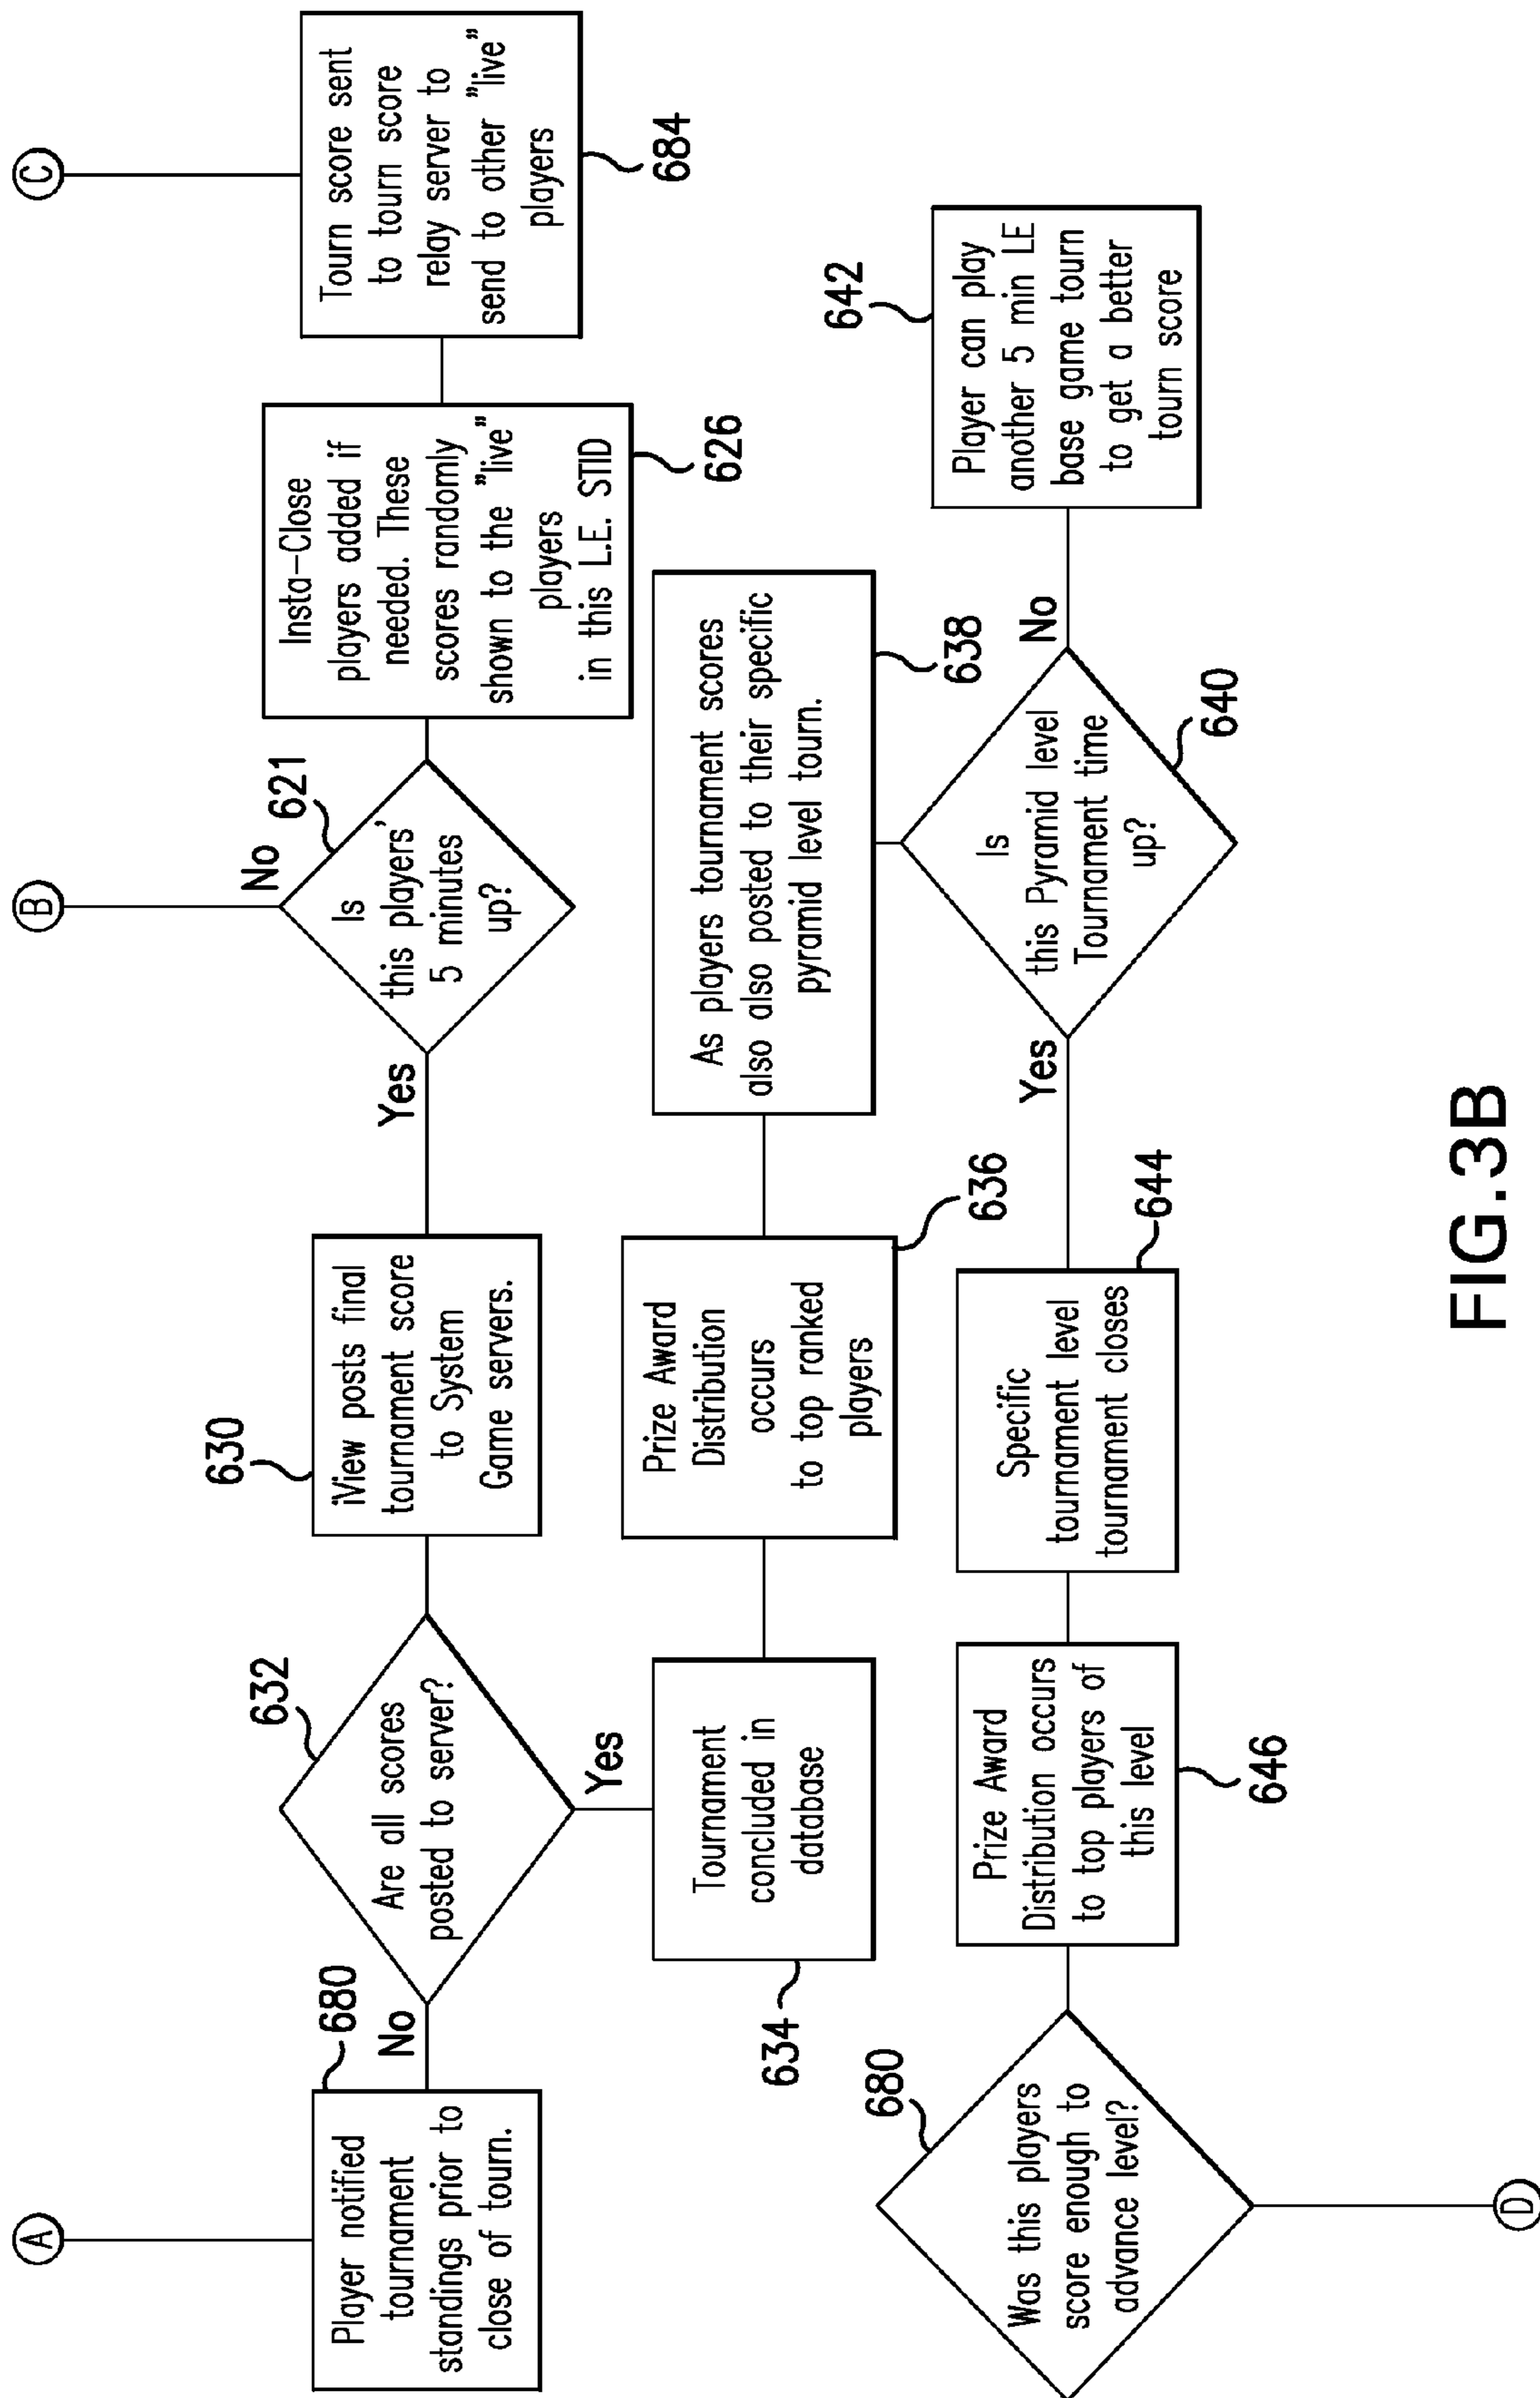 A
B
C
Player notified
tournament
standings prior to
close of tourn.
680
No
Are all scores
posted to server?
632
Yes
iView posts final
tournament score
to System
Game servers.
630
Yes
Is
this players'
5 minutes
up?
No
621
Insta-Close
players added if
needed. These
scores randomly
shown to the "live"
players
in this L.E. STID
626
Tourn score sent
to tourn score
relay server to
send to other "live"
players
684
Tournament
concluded in
database
634
Prize Award
Distribution
occurs
to top ranked
players
636
As players tournament scores
also also posted to their specific
pyramid level tourn.
638
Was this players
score enough to
advance level?
680
Prize Award
Distribution occurs
to top players of
this level
646
Specific
tournament level
tournament closes
644
Yes
Is
this Pyramid level
Tournament time
up?
640
No
Player can play
another 5 min LE
base game tourn
to get a better
tourn score
642
D
FIG.3B